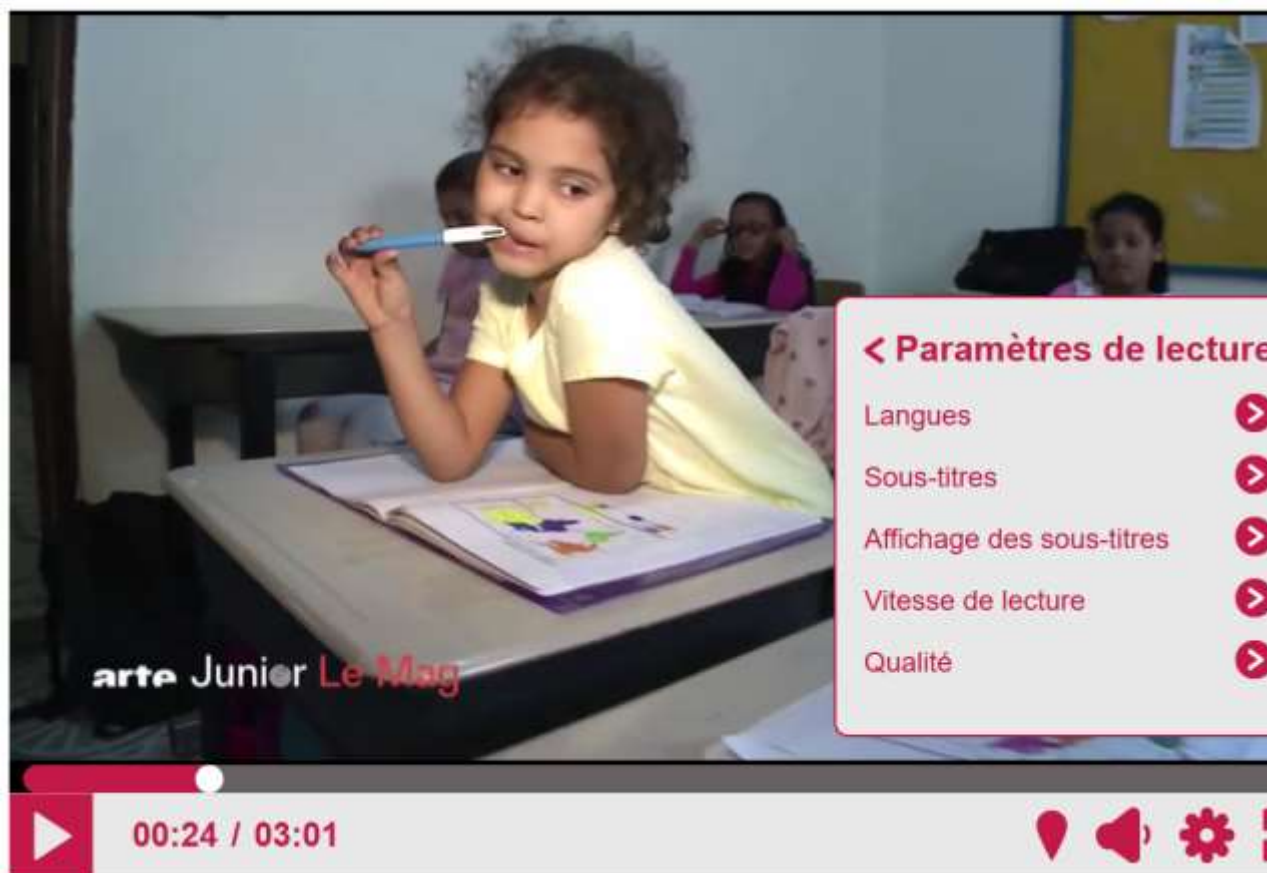 arte Junior Le Mag
< Paramètres de lecture
Langues
Sous-titres
Affichage des sous-titres
Vitesse de lecture
Qualité
00:24 / 03:01